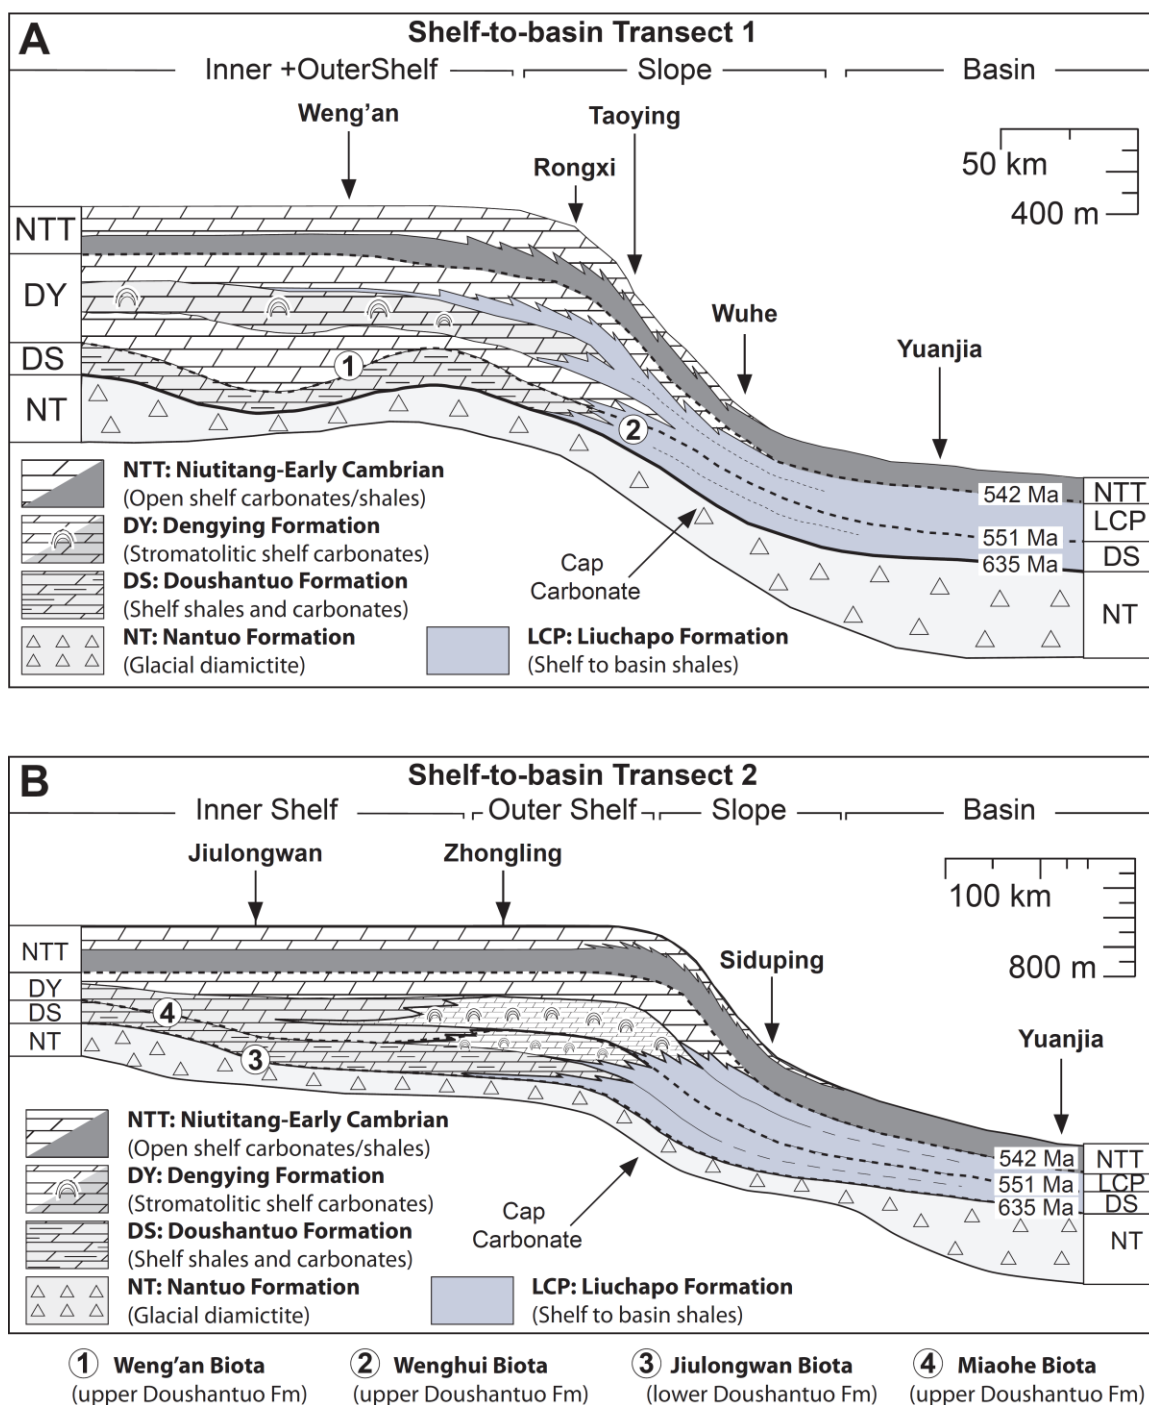 A
Shelf-to-basin Transect 1
Inner +OuterShelf
Slope
Basin
Weng'an
Taoying
Rongxi
50 km
400 m
Wuhe
Yuanjia
NTT
DY
DS
NT
1
2
542 Ma
551 Ma
635 Ma
NTT
LCP
DS
NT
Cap
Carbonate
NTT: Niutitang-Early Cambrian
(Open shelf carbonates/shales)
DY: Dengying Formation
(Stromatolitic shelf carbonates)
DS: Doushantuo Formation
(Shelf shales and carbonates)
NT: Nantuo Formation
(Glacial diamictite)
LCP: Liuchapo Formation
(Shelf to basin shales)
B
Shelf-to-basin Transect 2
Inner Shelf
Outer Shelf
Slope
Basin
Jiulongwan
Zhongling
100 km
800 m
Siduping
Yuanjia
NTT
DY
DS
NT
4
3
542 Ma
551 Ma
635 Ma
NTT
LCP
DS
NT
Cap
Carbonate
NTT: Niutitang-Early Cambrian
(Open shelf carbonates/shales)
DY: Dengying Formation
(Stromatolitic shelf carbonates)
DS: Doushantuo Formation
(Shelf shales and carbonates)
NT: Nantuo Formation
(Glacial diamictite)
LCP: Liuchapo Formation
(Shelf to basin shales)
1 Weng'an Biota
(upper Doushantuo Fm)
2 Wenghui Biota
(upper Doushantuo Fm)
3 Jiulongwan Biota
(lower Doushantuo Fm)
4 Miaohe Biota
(upper Doushantuo Fm)